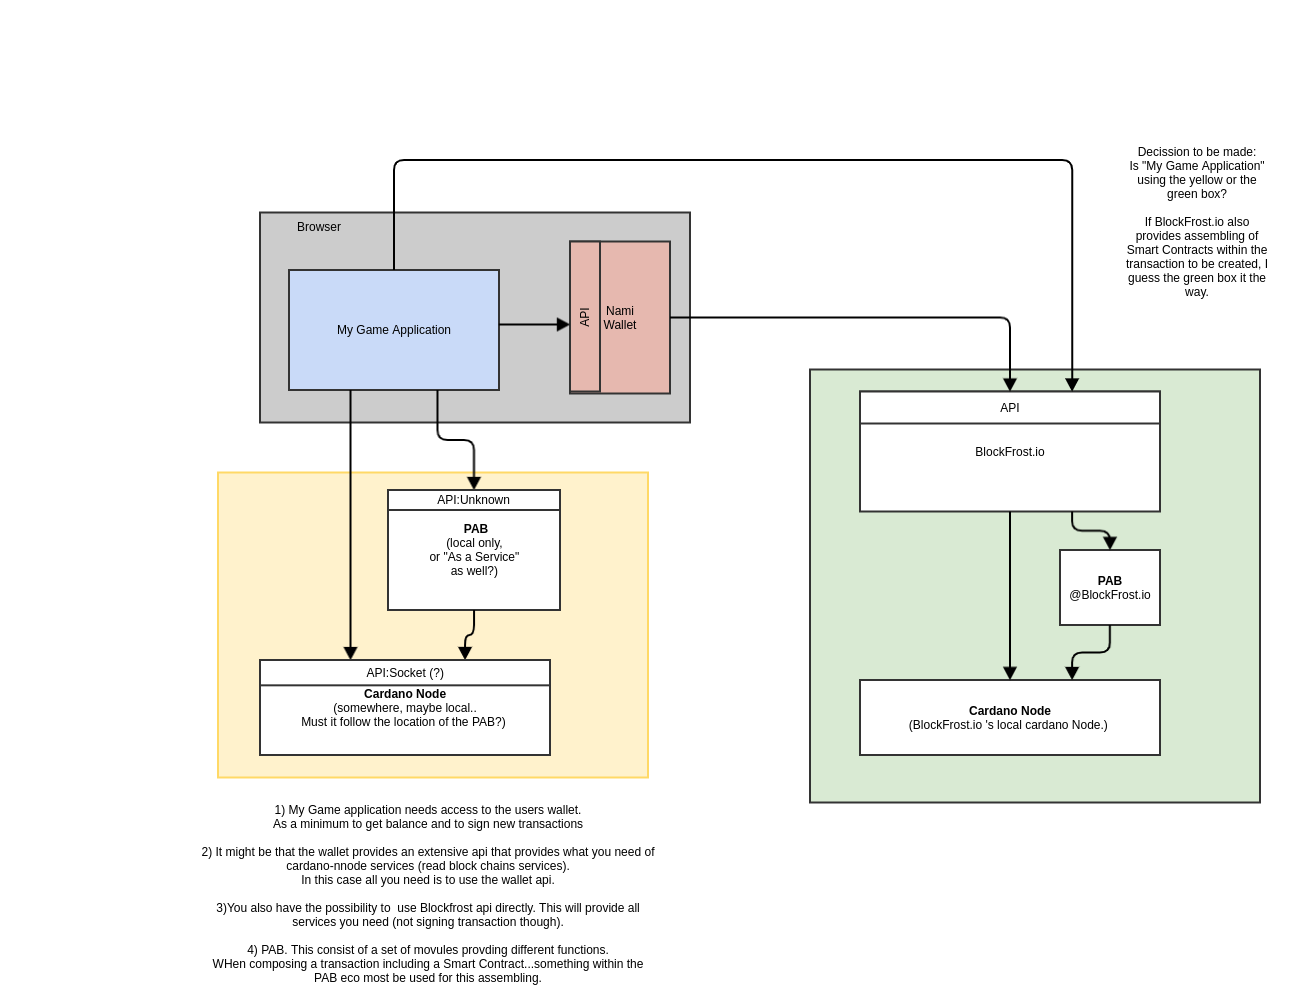 Decission to be made:
Is "My Game Application"
using the yellow or the
green box?
If BlockFrost.io also
provides assembling of
Smart Contracts within the
transaction to be created, I
guess the green box it the
way.
Browser
My Game Application
API
Nami
Wallet
API
BlockFrost.io
PAB
@BlockFrost.io
Cardano Node
(BlockFrost.io 's local cardano Node.)
API:Unknown
PAB
(local only,
or "As a Service"
as well?)
API:Socket (?)
Cardano Node
(somewhere, maybe local..
Must it follow the location of the PAB?)
1) My Game application needs access to the users wallet.
As a minimum to get balance and to sign new transactions
2) It might be that the wallet provides an extensive api that provides what you need of
cardano-nnode services (read block chains services).
In this case all you need is to use the wallet api.
3)You also have the possibility to  use Blockfrost api directly. This will provide all
services you need (not signing transaction though).
4) PAB. This consist of a set of movules provding different functions.
WHen composing a transaction including a Smart Contract...something within the
PAB eco most be used for this assembling.